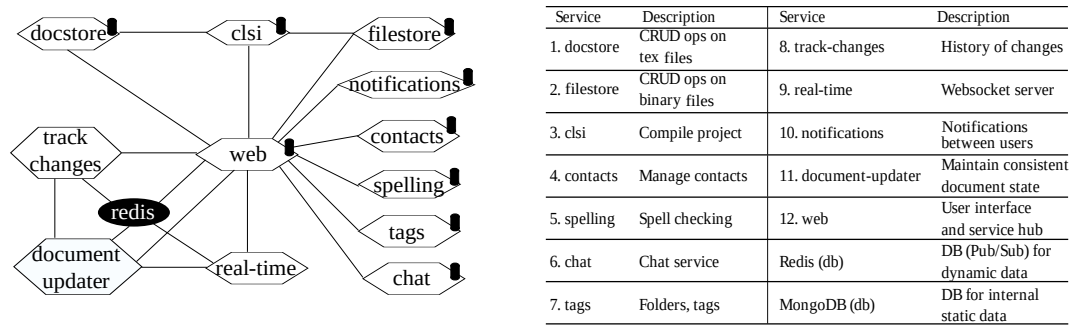 docstore
clsi
filestore
notifications
track
changes
web
contacts
spelling
redis
tags
document
updater
real-time
chat
Service Description Service Description
1. docstore CRUD ops on tex files 8. track-changes History of changes
2. filestore CRUD ops on binary files 9. real-time Websocket server
3. clsi Compile project 10. notifications Notifications between users
4. contacts Manage contacts 11. document-updater Maintain consistent document state
5. spelling Spell checking 12. web User interface and service hub
6. chat Chat service Redis (db) DB (Pub/Sub) for dynamic data
7. tags Folders, tags MongoDB (db) DB for internal static data